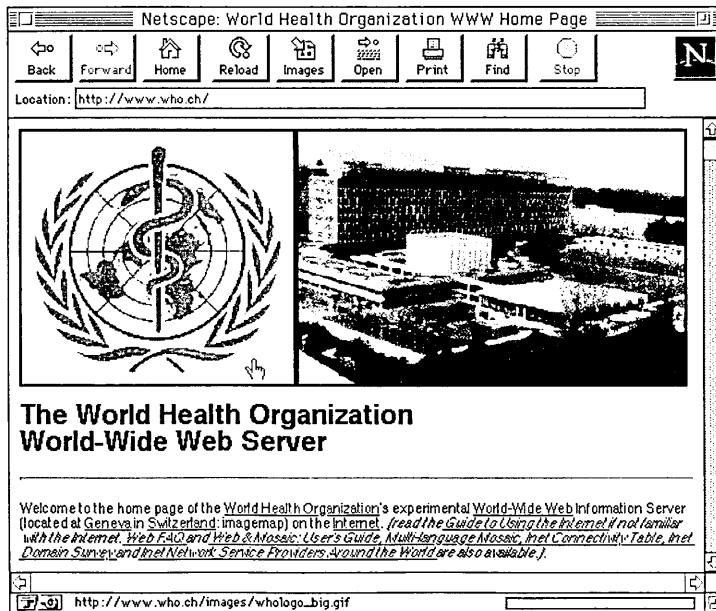 Netscape: World Health Organization WWW Home Page
Back Forward Home Reload Images Open Print Find Stop
N
Location: http://www.who.ch/
The World Health Organization
World-Wide Web Server
Welcome to the home page of the World Health Organization's experimental World-Wide Web Information Server
(located at Geneva in Switzerland: imagemap) on the Internet. (read the Guide to Using the Internet if not familiar
with the Internet. Web FAQ and Web & Mosaic: User's Guide, Multi-language Mosaic, Inet Connectivity Table, Inet
Domain Survey and Inet Network Service Providers Around the World are also available.).
http://www.who.ch/images/whologo_big.gif